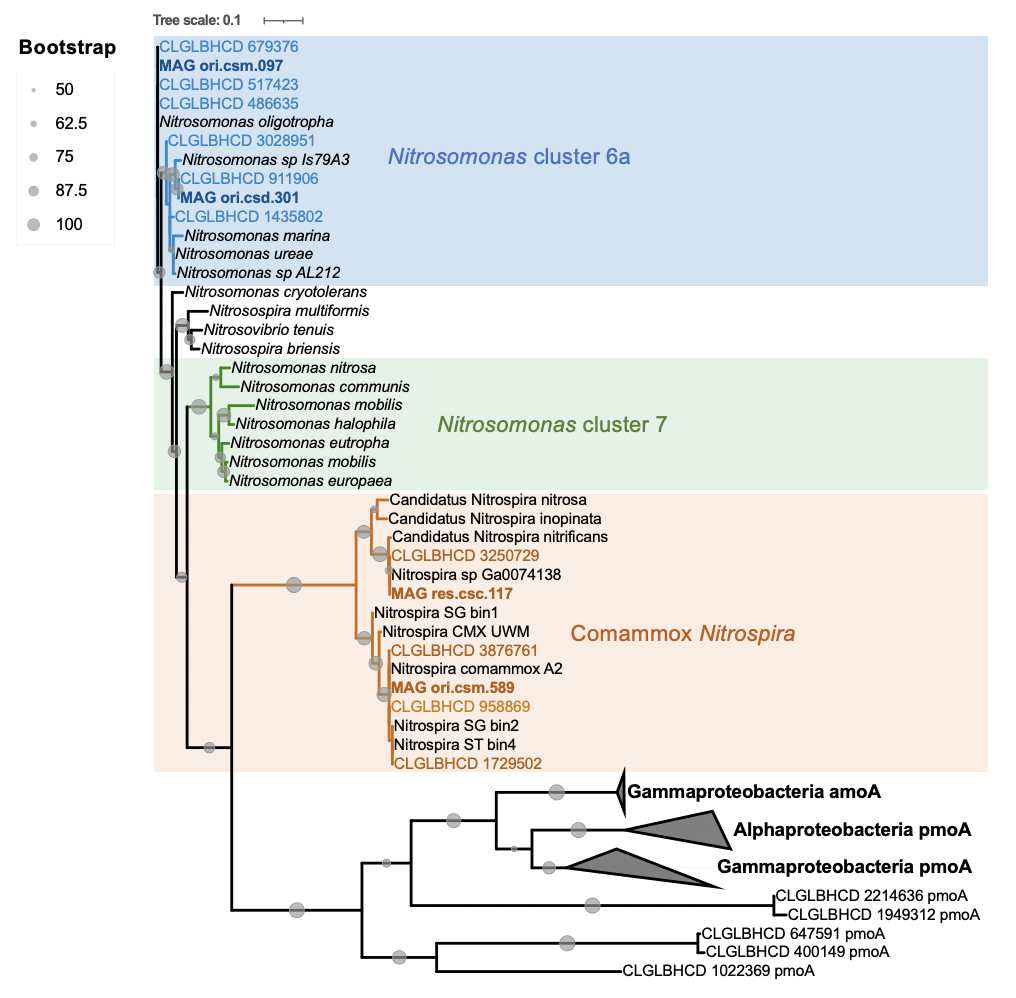 Tree scale: 0.1
Bootstrap
50
62.5
75
87.5
100
CLGLBHCD 679376
MAG ori.csm.097
CLGLBHCD 517423
CLGLBHCD 486635
Nitrosomonas oligotropha
CLGLBHCD 3028951
Nitrosomonas sp Is79A3
CLGLBHCD 911906
MAG ori.csd.301
CLGLBHCD 1435802
Nitrosomonas marina
Nitrosomonas ureae
Nitrosomonas sp AL212
Nitrosomonas cluster 6a
Nitrosomonas cryotolerans
Nitrosospira multiformis
Nitrosovibrio tenuis
Nitrosospira briensis
Nitrosomonas nitrosa
Nitrosomonas communis
Nitrosomonas mobilis
Nitrosomonas halophila
Nitrosomonas eutropha
Nitrosomonas mobilis
Nitrosomonas europaea
Nitrosomonas cluster 7
Candidatus Nitrospira nitrosa
Candidatus Nitrospira inopinata
Candidatus Nitrospira nitrificans
CLGLBHCD 3250729
Nitrospira sp Ga0074138
MAG res.csc.117
Nitrospira SG bin1
Nitrospira CMX UWM
CLGLBHCD 3876761
Nitrospira comammox A2
MAG ori.csm.589
CLGLBHCD 958869
Nitrospira SG bin2
Nitrospira ST bin4
CLGLBHCD 1729502
Comammox Nitrospira
Gammaproteobacteria amoA
Alphaproteobacteria pmoA
Gammaproteobacteria pmoA
CLGLBHCD 2214636 pmoA
CLGLBHCD 1949312 pmoA
CLGLBHCD 647591 pmoA
CLGLBHCD 400149 pmoA
CLGLBHCD 1022369 pmoA